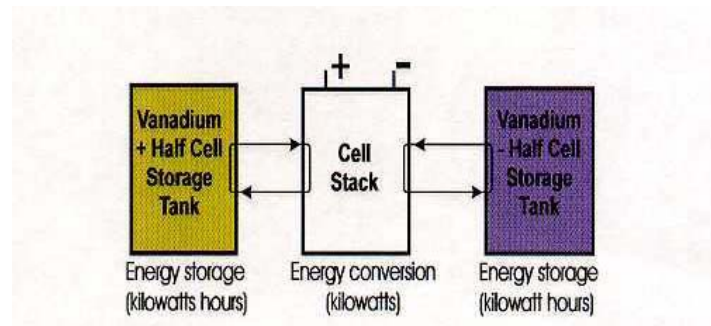 + -
Vanadium
+ Half Cell
Storage
Tank
Cell
Stack
Vanadium
- Half Cell
Storage
Tank
Energy storage
(kilowatts hours)
Energy conversion
(kilowatts)
Energy storage
(kilowatt hours)